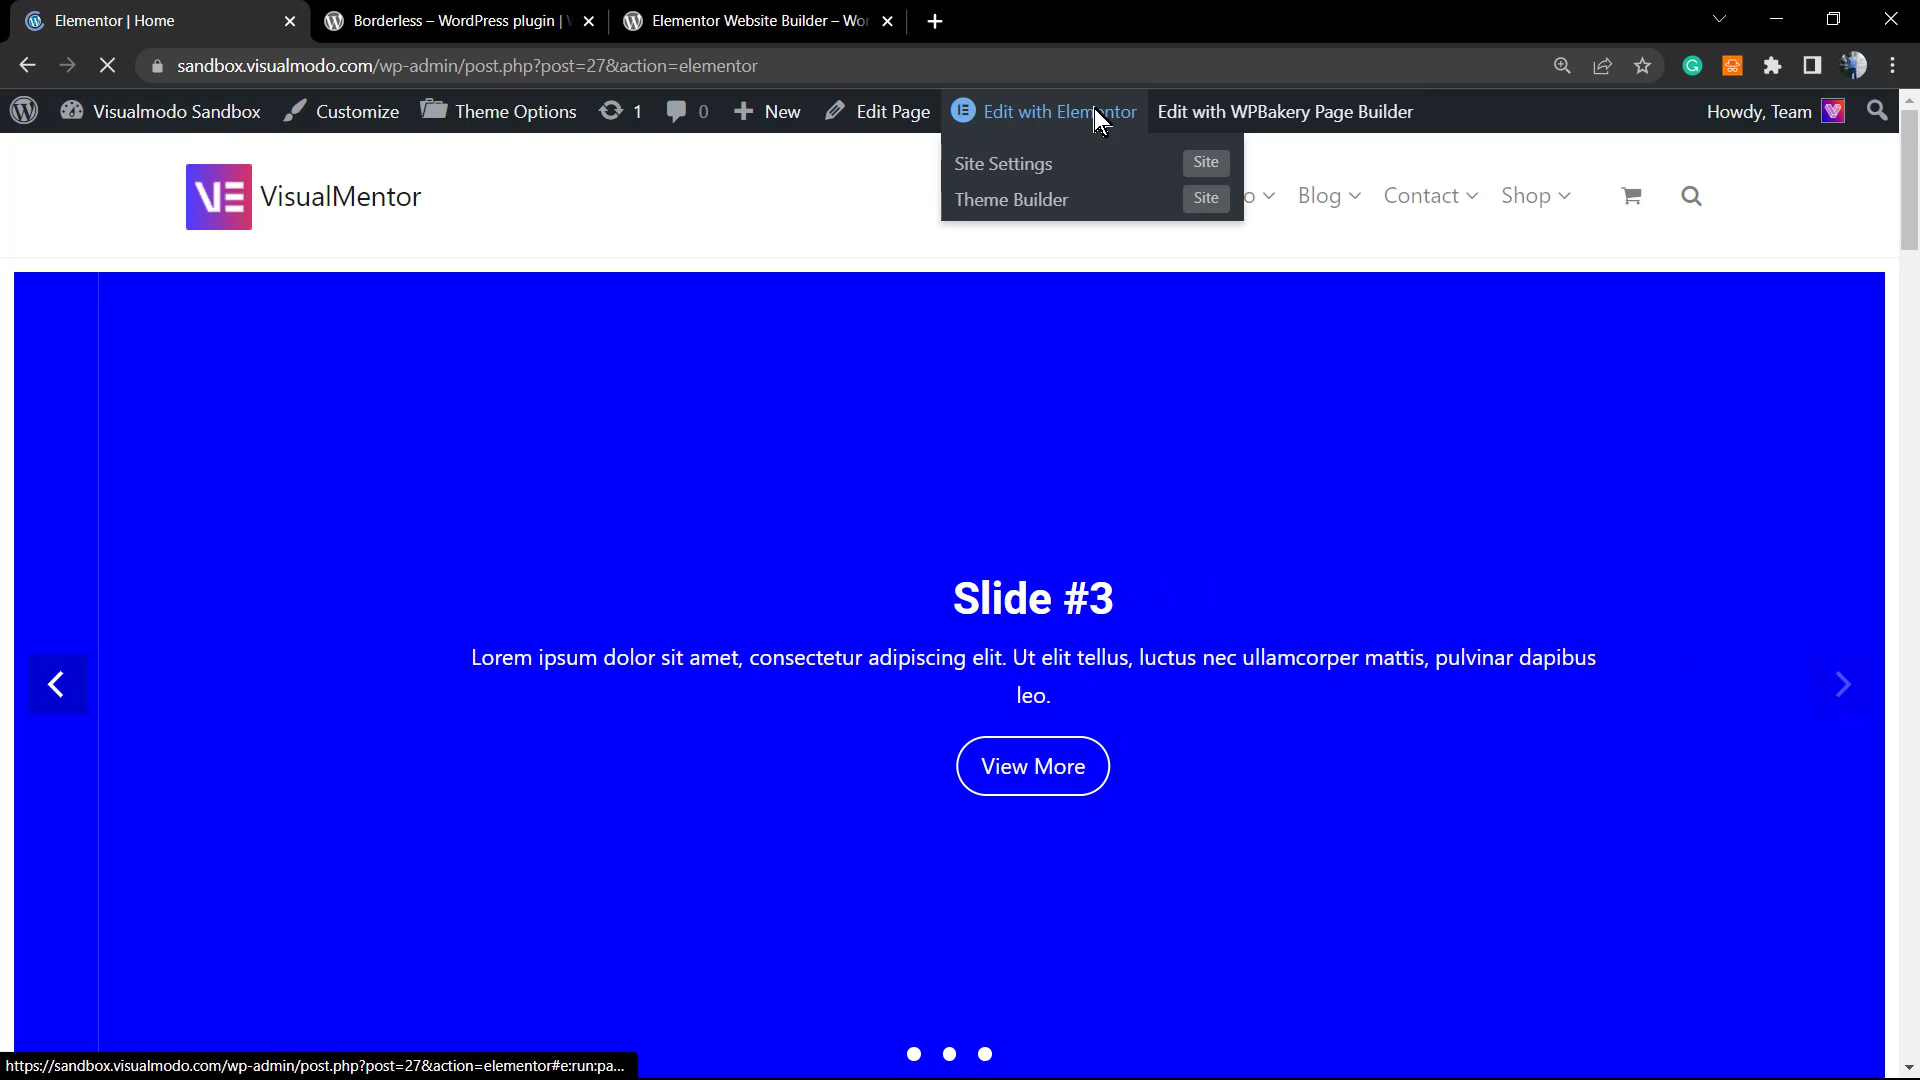 Elementor | Home
Borderless – WordPress plugin |
Elementor Website Builder – Wor
sandbox.visualmodo.com/wp-admin/post.php?post=27&action=elementor
Visualmodo Sandbox Customize Theme Options 1 0 New Edit Page Edit with Elementor Edit with WPBakery Page Builder Howdy, Team
Site Settings Site
Theme Builder Site
VE VisualMentor
o Blog Contact Shop
Slide #3
Lorem ipsum dolor sit amet, consectetur adipiscing elit. Ut elit tellus, luctus nec ullamcorper mattis, pulvinar dapibus
leo.
View More
https://sandbox.visualmodo.com/wp-admin/post.php?post=27&action=elementor#e:run:pa...